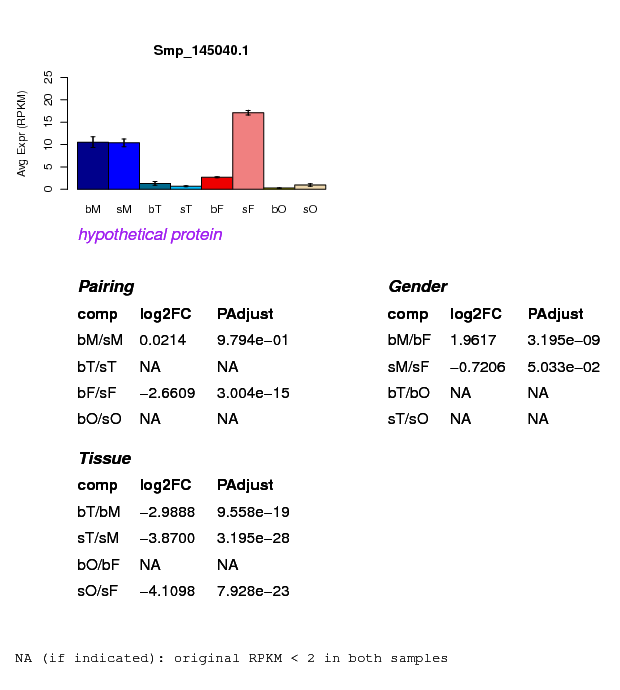 Smp_145040.1
Avg Expr (RPKM)
25
20
15
10
5
0
bM sM bT sT bF sF bO sO
hypothetical protein
Pairing
comp log2FC PAdjust
bM/sM 0.0214 9.794e−01
bT/sT NA NA
bF/sF −2.6609 3.004e−15
bO/sO NA NA
Gender
comp log2FC PAdjust
bM/bF 1.9617 3.195e−09
sM/sF −0.7206 5.033e−02
bT/bO NA NA
sT/sO NA NA
Tissue
comp log2FC PAdjust
bT/bM −2.9888 9.558e−19
sT/sM −3.8700 3.195e−28
bO/bF NA NA
sO/sF −4.1098 7.928e−23
NA (if indicated): original RPKM < 2 in both samples